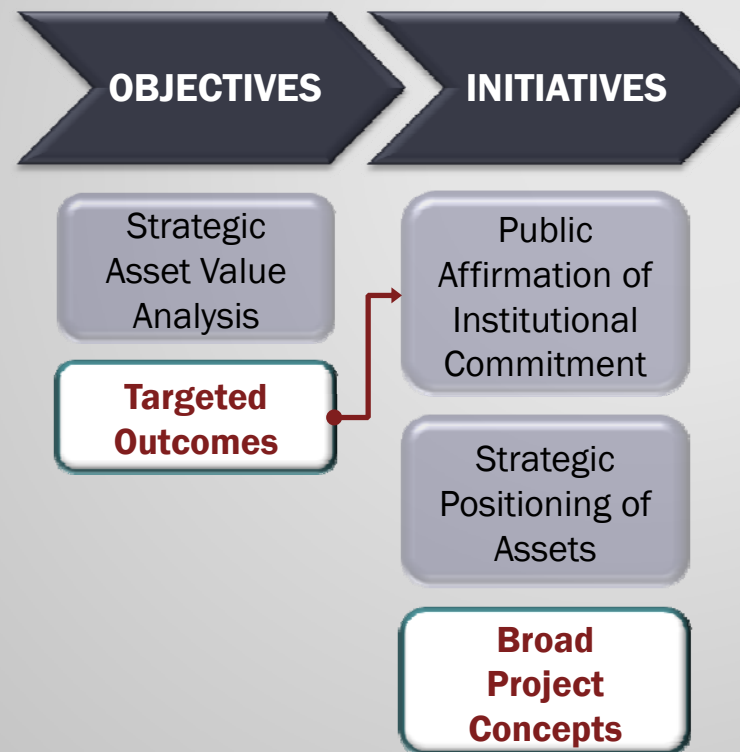 OBJECTIVES
INITIATIVES
Strategic
Asset Value
Analysis
Targeted
Outcomes
Public
Affirmation of
Institutional
Commitment
Strategic
Positioning of
Assets
Broad
Project
Concepts